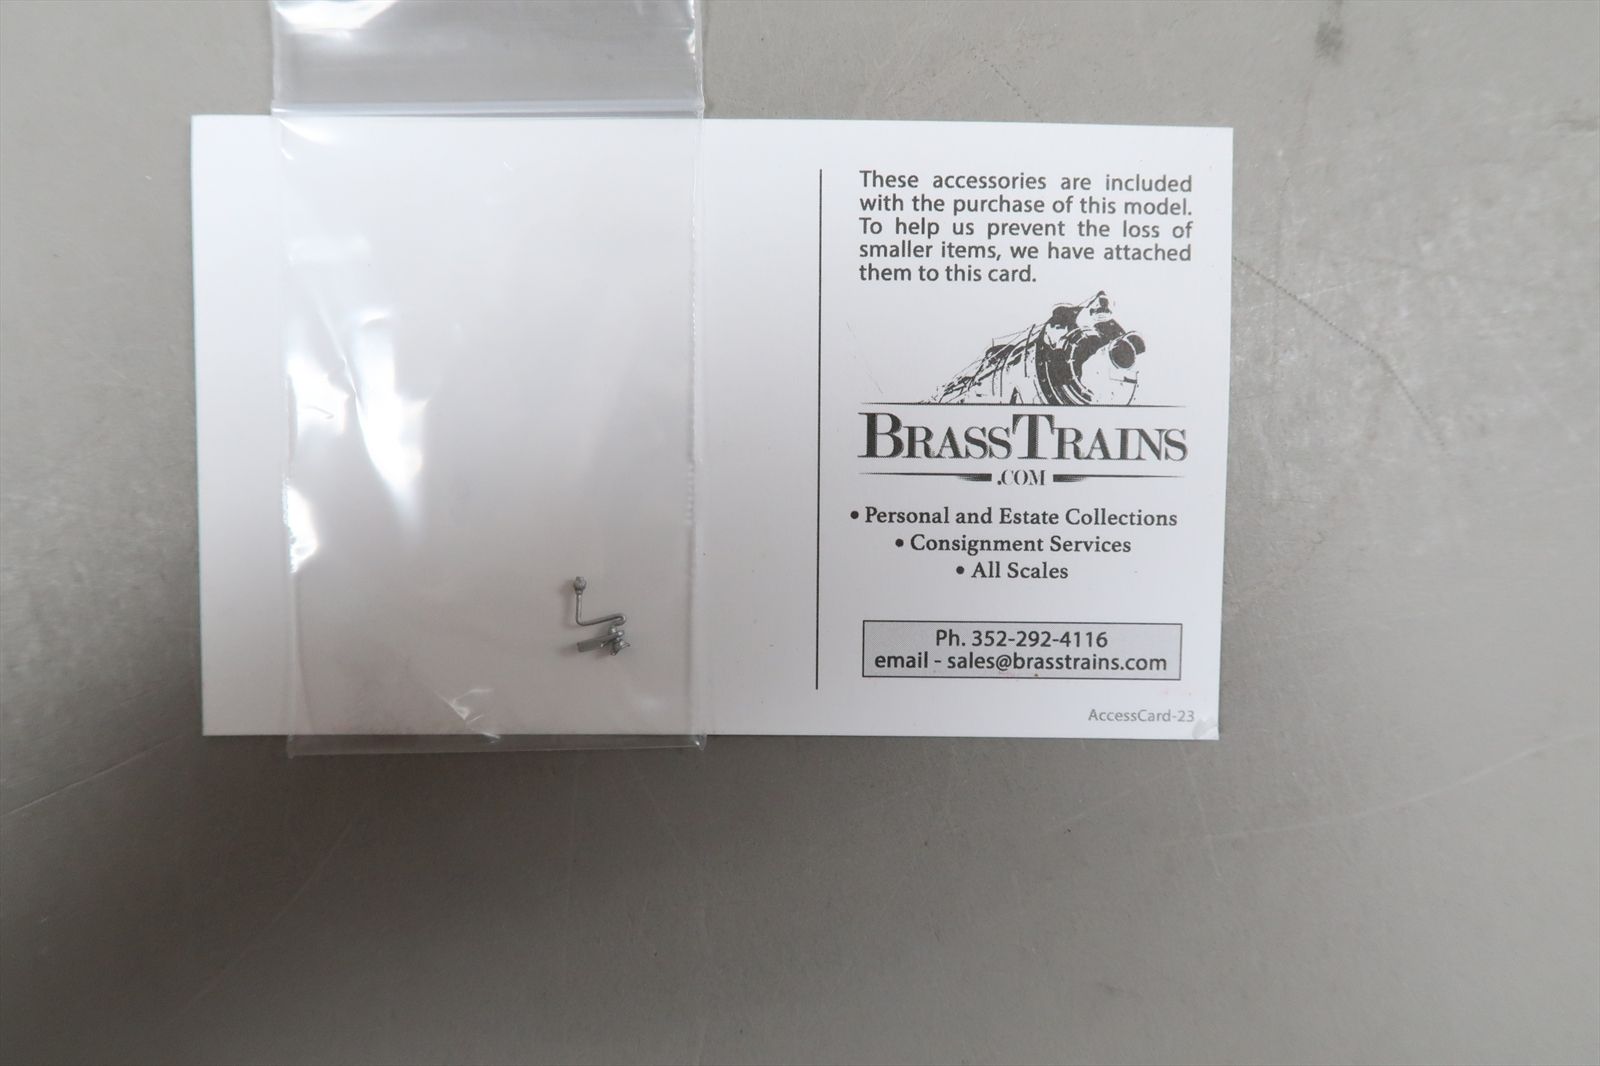 These accessories are included
with the purchase of this model.
To help us prevent the loss of
smaller items, we have attached
them to this card.
BRASSTRAINS
.COM
• Personal and Estate Collections
• Consignment Services
• All Scales
Ph. 352-292-4116
email - sales@brasstrains.com
AccessCard-23